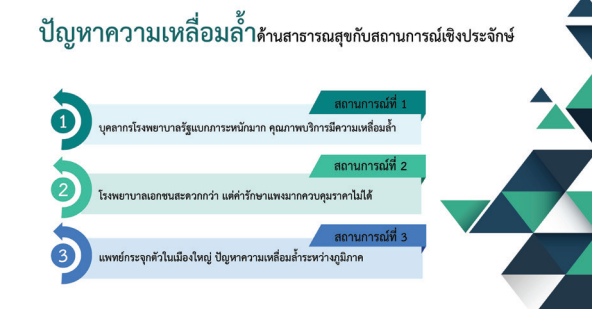 ปัญหาความเหลื่อมล้ำด้านสาธารณสุขกับสถานการณ์เชิงประจักษ์
สถานการณ์ที่ 1
1
บุคลากรโรงพยาบาลรัฐแบกภาระหนักมาก คุณภาพบริการมีความเหลื่อมล้ำ
สถานการณ์ที่ 2
2
โรงพยาบาลเอกชนสะดวกกว่า แต่ค่ารักษาแพงมากควบคุมราคาไม่ได้
สถานการณ์ที่ 3
3
แพทย์กระจุกตัวในเมืองใหญ่ ปัญหาความเหลื่อมล้ำระหว่างภูมิภาค